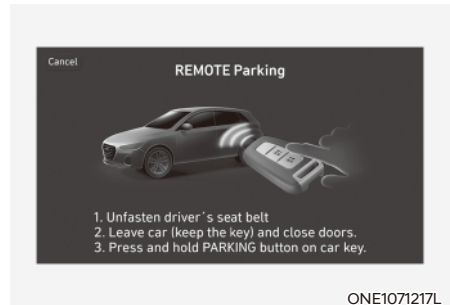 Cancel
REMOTE Parking
1. Unfasten driver´s seat belt
2. Leave car (keep the key) and close doors.
3. Press and hold PARKING button on car key.
ONE1071217L